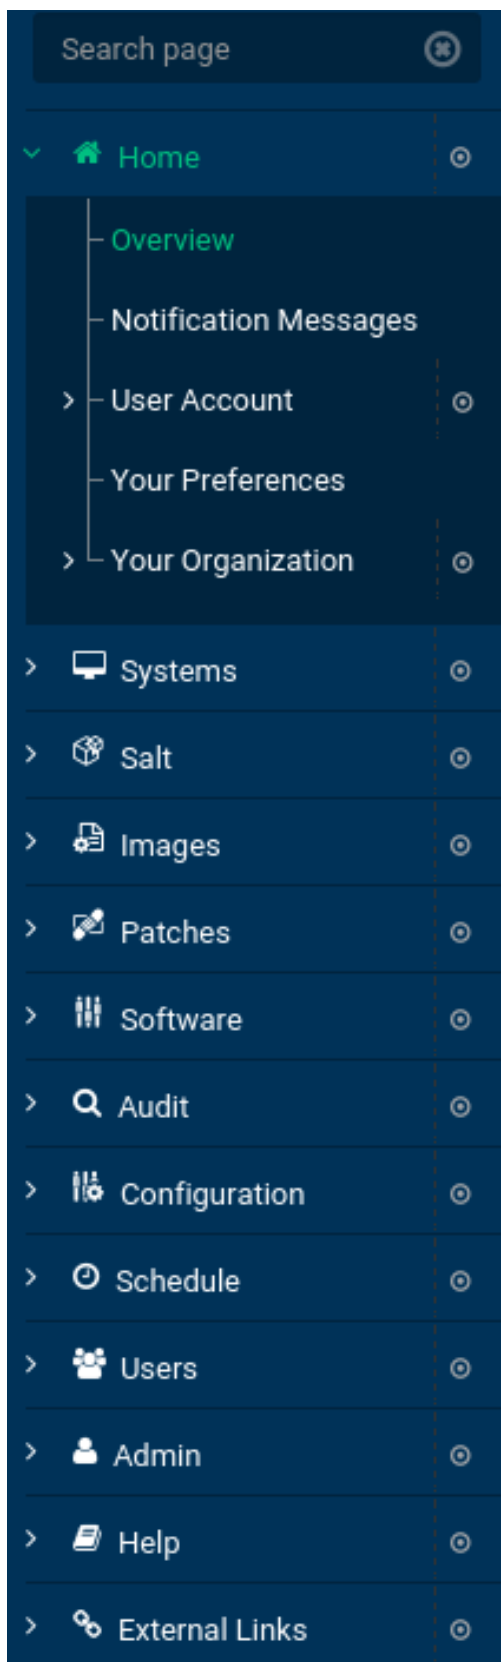 Search page
Home
Overview
Notification Messages
User Account
Your Preferences
Your Organization
Systems
Salt
Images
Patches
Software
Audit
Configuration
Schedule
Users
Admin
Help
External Links